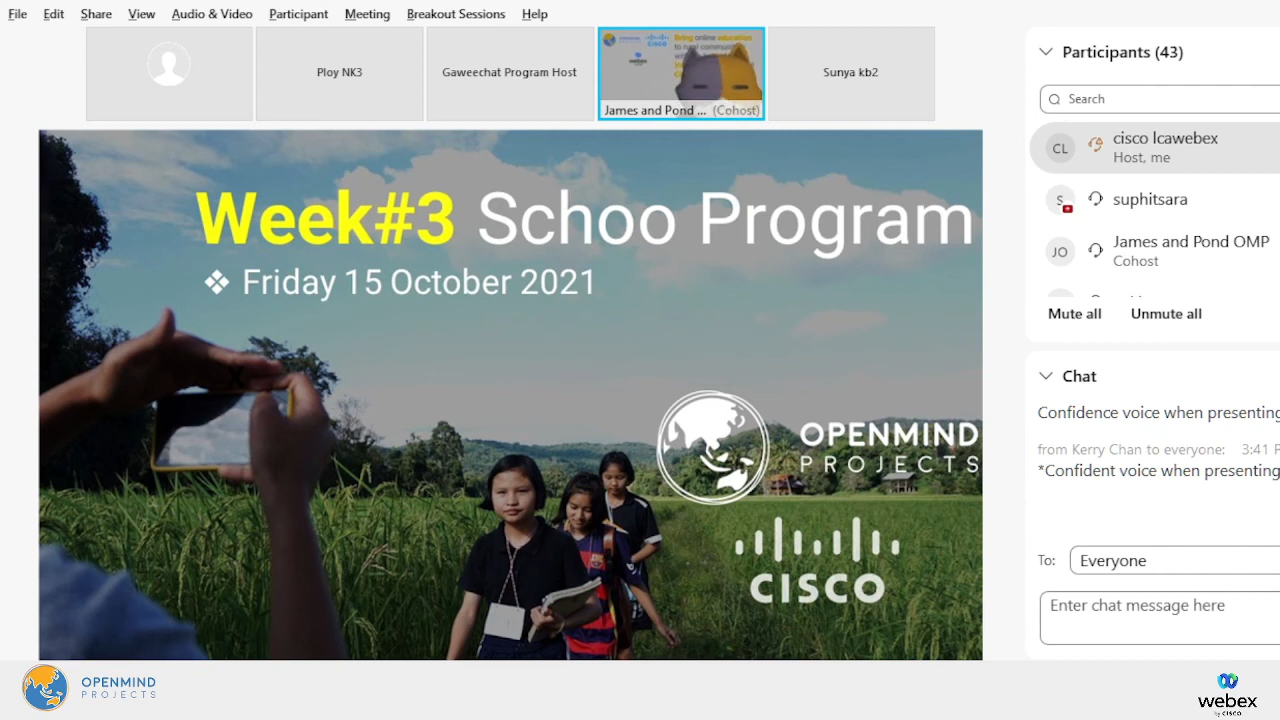 File Edit Share View Audio & Video Participant Meeting Breakout Sessions Help
Ploy NK3
Gaweechat Program Host
James and Pond ... (Cohost)
Sunya kb2
Participants (43)
Search
CL
cisco lcawebex
Host, me
S
suphitsara
JO
James and Pond OMP
Cohost
Mute all Unmute all
Chat
Confidence voice when presenting
from Kerry Chan to everyone: 3:41 P
*Confident voice when presenting
To: Everyone
Enter chat message here
Week#3 Schoo Program
❖ Friday 15 October 2021
OPENMIND
PROJECTS
CISCO
OPENMIND
PROJECTS
webex
by CISCO